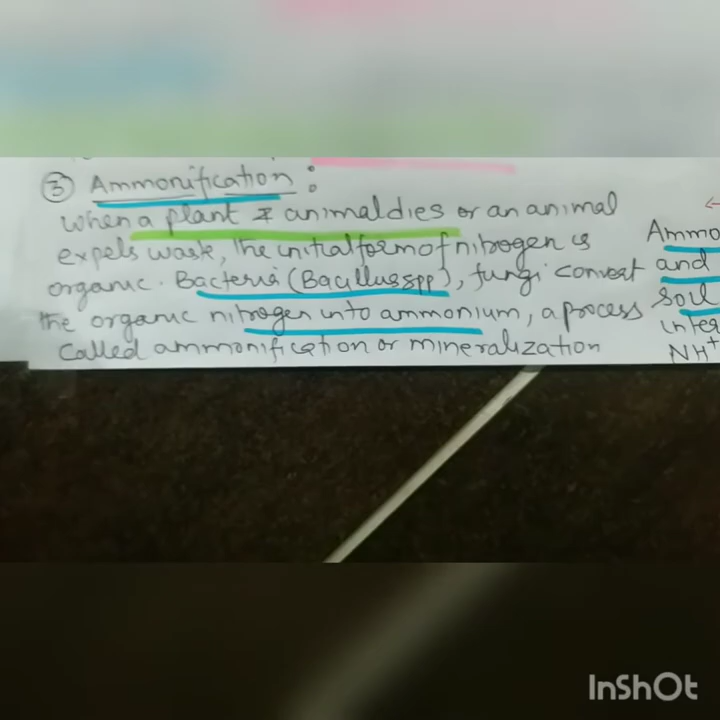 ③ Ammonification :
when a plant & animal dies or an animal
expels waste, the initial form of nitrogen is
organic. Bacteria (Bacillus spp), fungi convert
the organic nitrogen into ammonium, a process
called ammonification or mineralization
Ammo
and
Soil
integ
NH+
InShOt